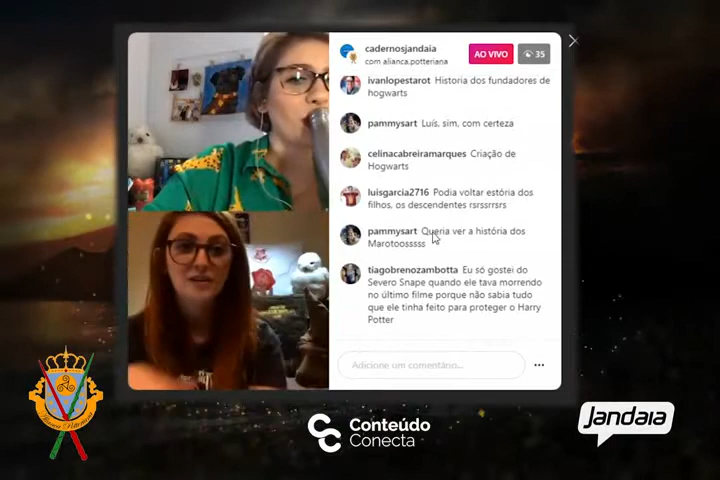 cadernosjandaia
com alianca.potteriana
AO VIVO
35
ivanlopestarot Historia dos fundadores de
hogwarts
pammysart Luís, sim, com certeza
celinacabreiramarques Criação de
Hogwarts
luisgarcia2716 Podia voltar estória dos
filhos, os descendentes rsrssrrsrs
pammysart Queria ver a história dos
Marotoosssss
tiagobrenozambotta Eu só gostei do
Severo Snape quando ele tava morrendo
no último filme porque não sabia tudo
que ele tinha feito para proteger o Harry
Potter
Adicione um comentário...
Conteúdo
Conecta
Jandaia